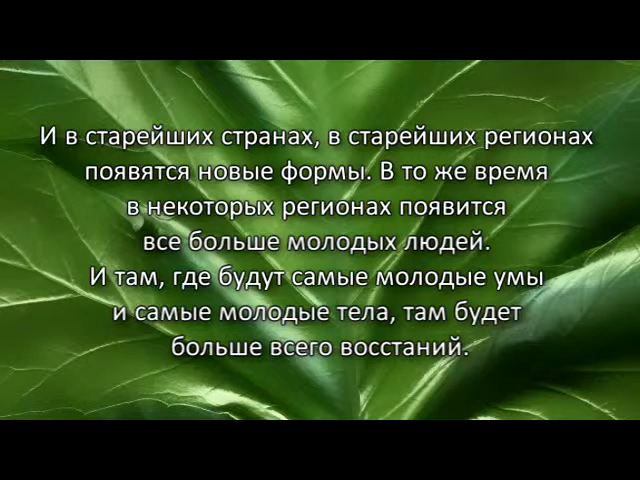 И в старейших странах, в старейших регионах
появятся новые формы. В то же время
в некоторых регионах появится
все больше молодых людей.
И там, где будут самые молодые умы
и самые молодые тела, там будет
больше всего восстаний.